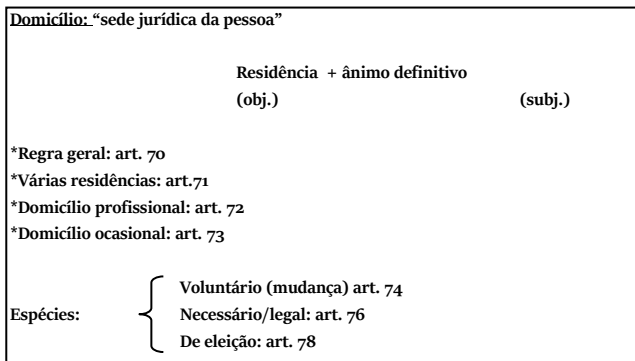 Domicílio: “sede jurídica da pessoa”
Residência + ânimo definitivo
(obj.) (subj.)
*Regra geral: art. 70
*Várias residências: art.71
*Domicílio profissional: art. 72
*Domicílio ocasional: art. 73
Voluntário (mudança) art. 74
Espécies: Necessário/legal: art. 76
De eleição: art. 78